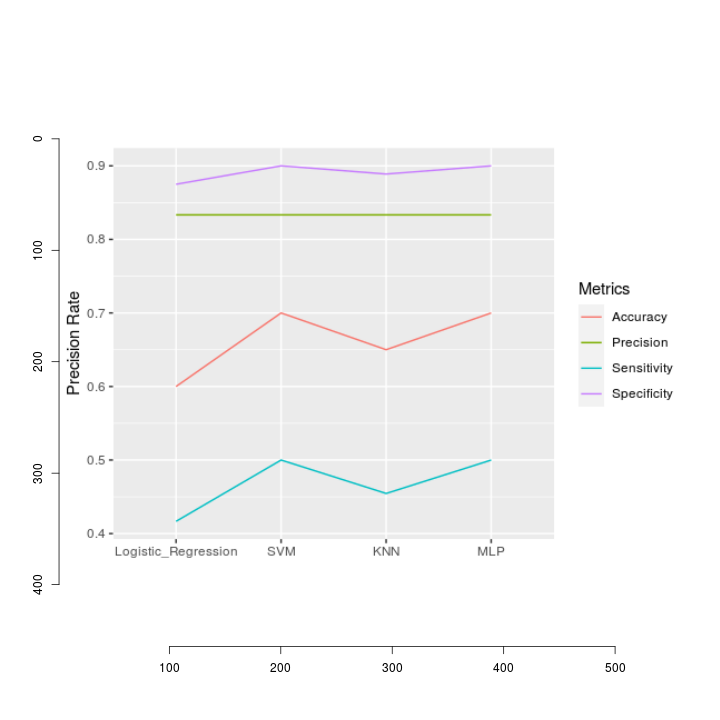 0
100
200
300
400
Precision Rate
0.9
0.8
0.7
0.6
0.5
0.4
Logistic_Regression SVM KNN MLP
Metrics
Accuracy
Precision
Sensitivity
Specificity
100 200 300 400 500